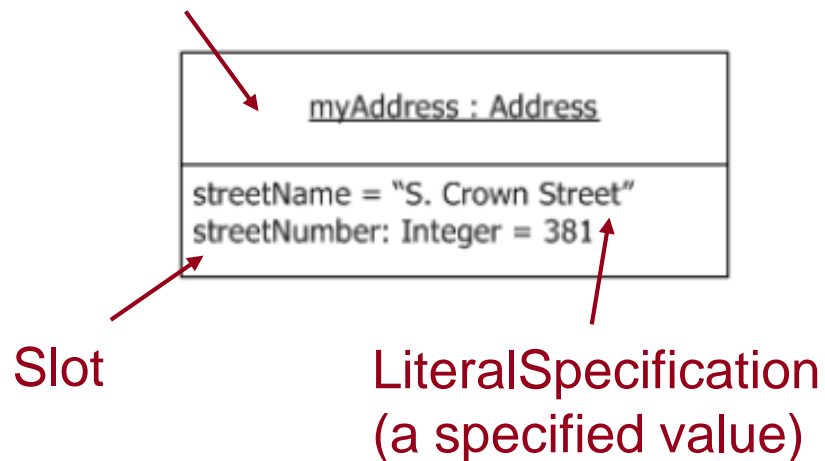 myAddress : Address
streetName = “S. Crown Street”
streetNumber: Integer = 381
Slot
LiteralSpecification
(a specified value)